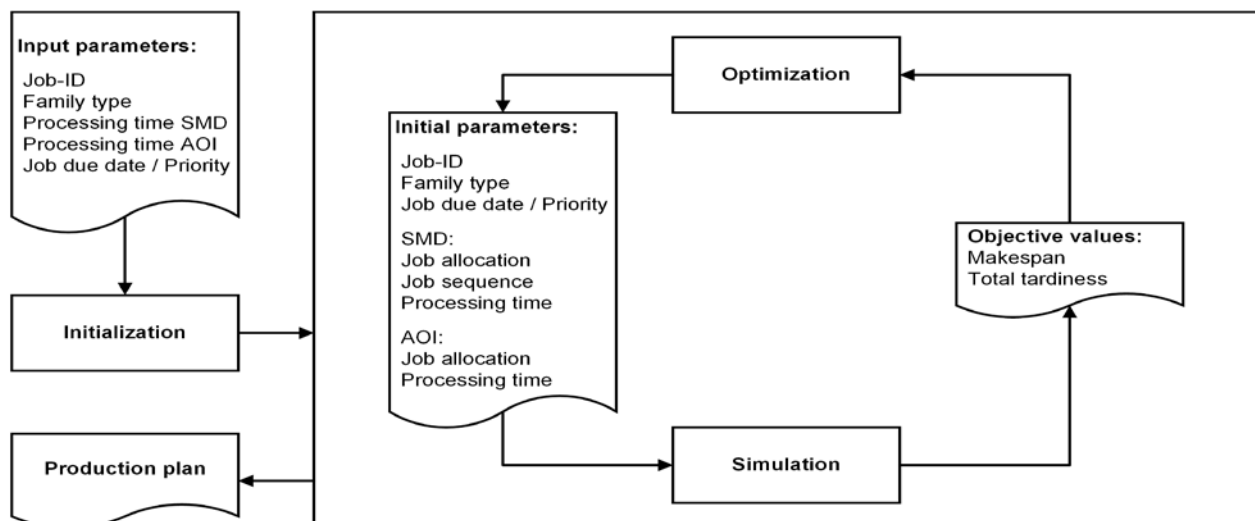 Input parameters:
Job-ID
Family type
Processing time SMD
Processing time AOI
Job due date / Priority
Initialization
Production plan
Optimization
Initial parameters:
Job-ID
Family type
Job due date / Priority
SMD:
Job allocation
Job sequence
Processing time
AOI:
Job allocation
Processing time
Simulation
Objective values:
Makespan
Total tardiness